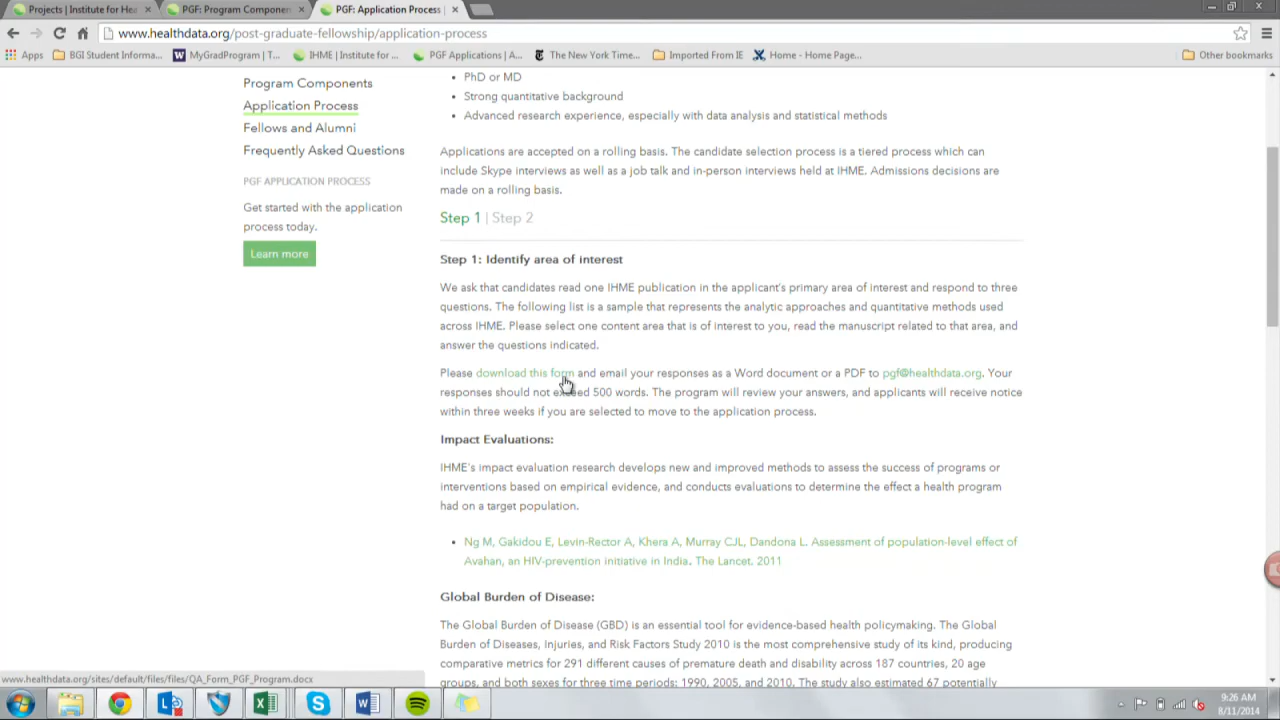 Projects | Institute for Hea
PGF: Program Componen
PGF: Application Process |
www.healthdata.org/post-graduate-fellowship/application-process
Apps
BGI Student Informa...
MyGradProgram | T...
IHME | Institute for ...
PGF Applications | A...
The New York Time...
Imported From IE
Home - Home Page...
Other bookmarks
Program Components
Application Process
Fellows and Alumni
Frequently Asked Questions
PGF APPLICATION PROCESS
Get started with the application
process today.
Learn more
• PhD or MD
• Strong quantitative background
• Advanced research experience, especially with data analysis and statistical methods
Applications are accepted on a rolling basis. The candidate selection process is a tiered process which can
include Skype interviews as well as a job talk and in-person interviews held at IHME. Admissions decisions are
made on a rolling basis.
Step 1 | Step 2
Step 1: Identify area of interest
We ask that candidates read one IHME publication in the applicant's primary area of interest and respond to three
questions. The following list is a sample that represents the analytic approaches and quantitative methods used
across IHME. Please select one content area that is of interest to you, read the manuscript related to that area, and
answer the questions indicated.
Please download this form and email your responses as a Word document or a PDF to pgf@healthdata.org. Your
responses should not exceed 500 words. The program will review your answers, and applicants will receive notice
within three weeks if you are selected to move to the application process.
Impact Evaluations:
IHME's impact evaluation research develops new and improved methods to assess the success of programs or
interventions based on empirical evidence, and conducts evaluations to determine the effect a health program
had on a target population.
• Ng M, Gakidou E, Levin-Rector A, Khera A, Murray CJL, Dandona L. Assessment of population-level effect of
Avahan, an HIV-prevention initiative in India. The Lancet. 2011
Global Burden of Disease:
The Global Burden of Disease (GBD) is an essential tool for evidence-based health policymaking. The Global
Burden of Diseases, Injuries, and Risk Factors Study 2010 is the most comprehensive study of its kind, producing
comparative metrics for 291 different causes of premature death and disability across 187 countries, 20 age
groups, and both sexes for three time periods: 1990, 2005, and 2010. The study also estimated 67 potentially
www.healthdata.org/sites/default/files/files/QA_Form_PGF_Program.docx
9:26 AM
8/11/2014